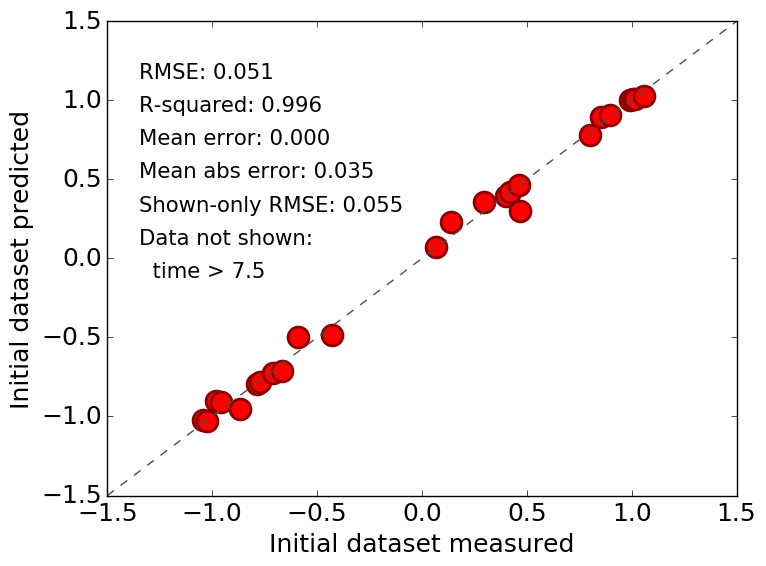 1.5
1.0
0.5
0.0
−0.5
−1.0
−1.5
Initial dataset predicted
RMSE: 0.051
R-squared: 0.996
Mean error: 0.000
Mean abs error: 0.035
Shown-only RMSE: 0.055
Data not shown:
time > 7.5
−1.5 −1.0 −0.5 0.0 0.5 1.0 1.5
Initial dataset measured